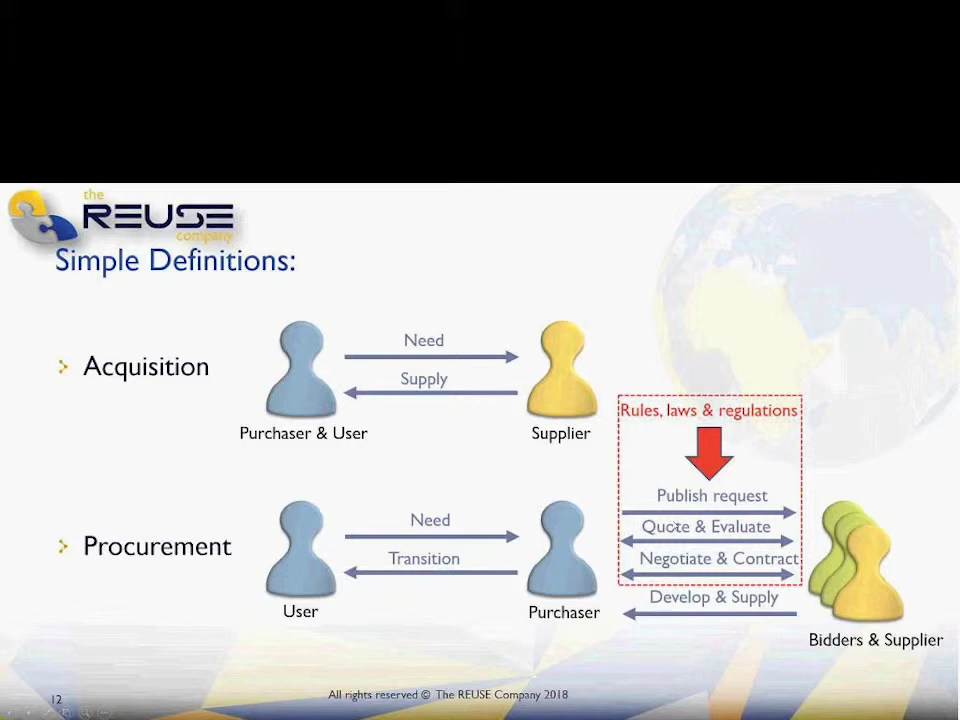 the
REUSE
company
Simple Definitions:
Acquisition
Need
Supply
Purchaser & User
Supplier
Rules, laws & regulations
Procurement
Need
Transition
User
Purchaser
Publish request
Quote & Evaluate
Negotiate & Contract
Develop & Supply
Bidders & Supplier
12
All rights reserved © The REUSE Company 2018